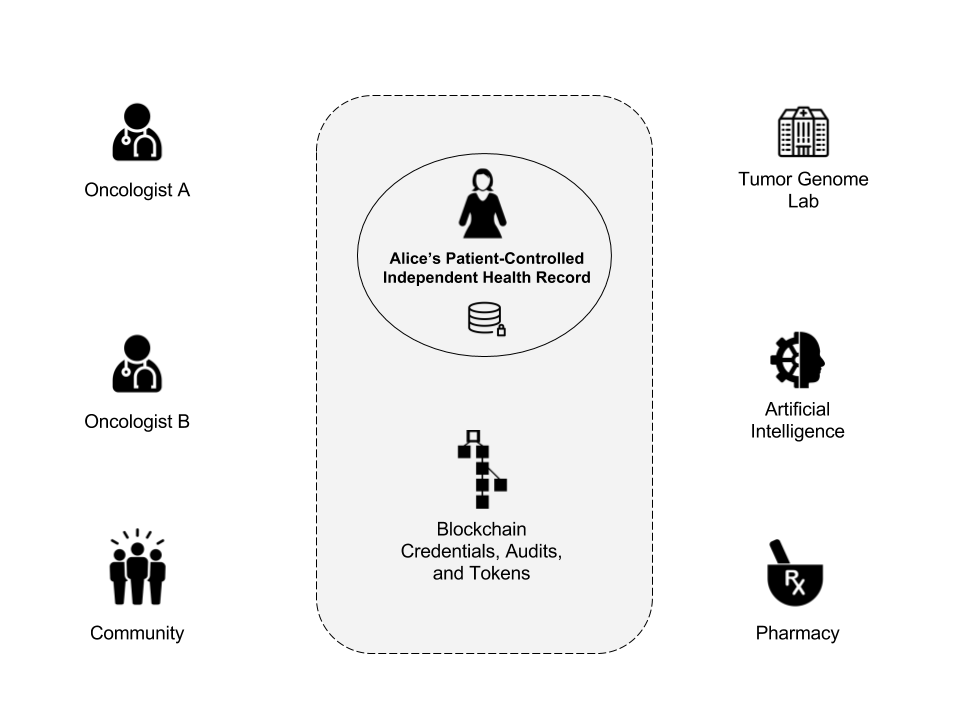 Oncologist A
Oncologist B
Community
Alice's Patient-Controlled
Independent Health Record
Blockchain
Credentials, Audits,
and Tokens
Tumor Genome
Lab
Artificial
Intelligence
Rx
Pharmacy